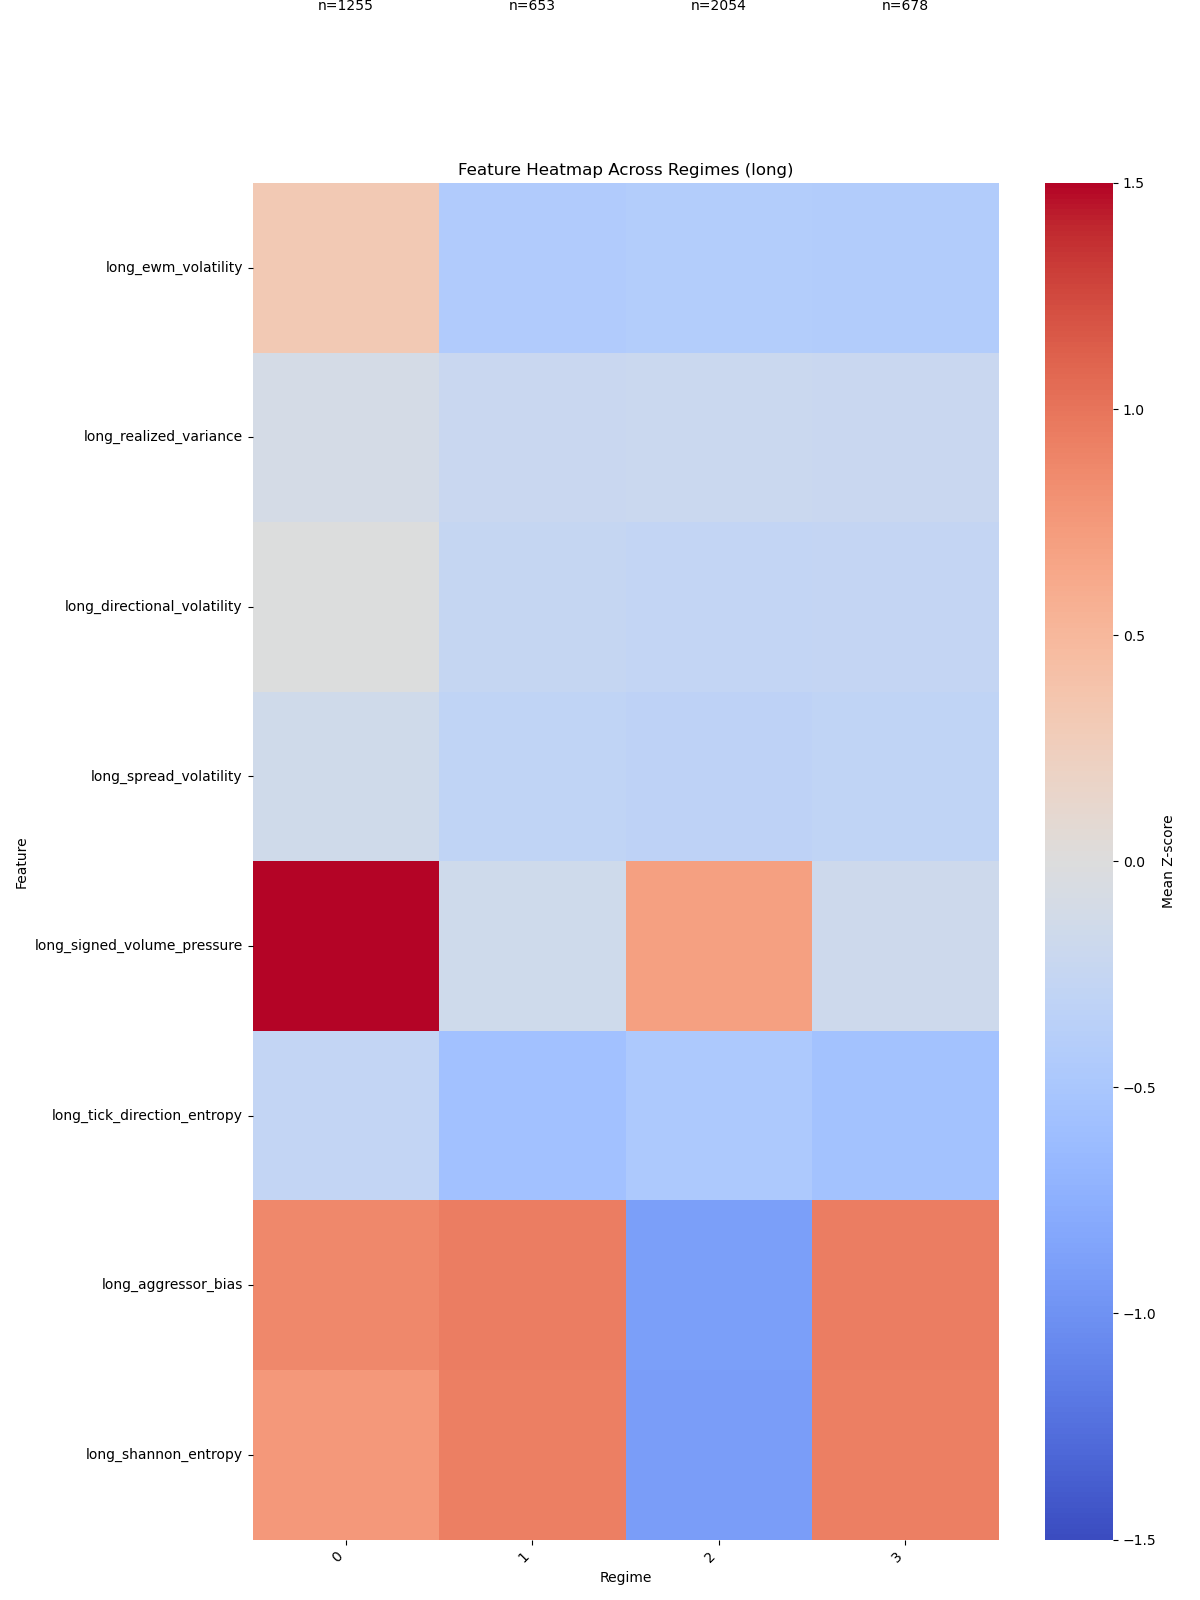 n=1255 n=653 n=2054 n=678
Feature Heatmap Across Regimes (long)
long_ewm_volatility
long_realized_variance
long_directional_volatility
long_spread_volatility
long_signed_volume_pressure
long_tick_direction_entropy
long_aggressor_bias
long_shannon_entropy
Feature
0 1 2 3
Regime
1.5
1.0
0.5
0.0
−0.5
−1.0
−1.5
Mean Z-score